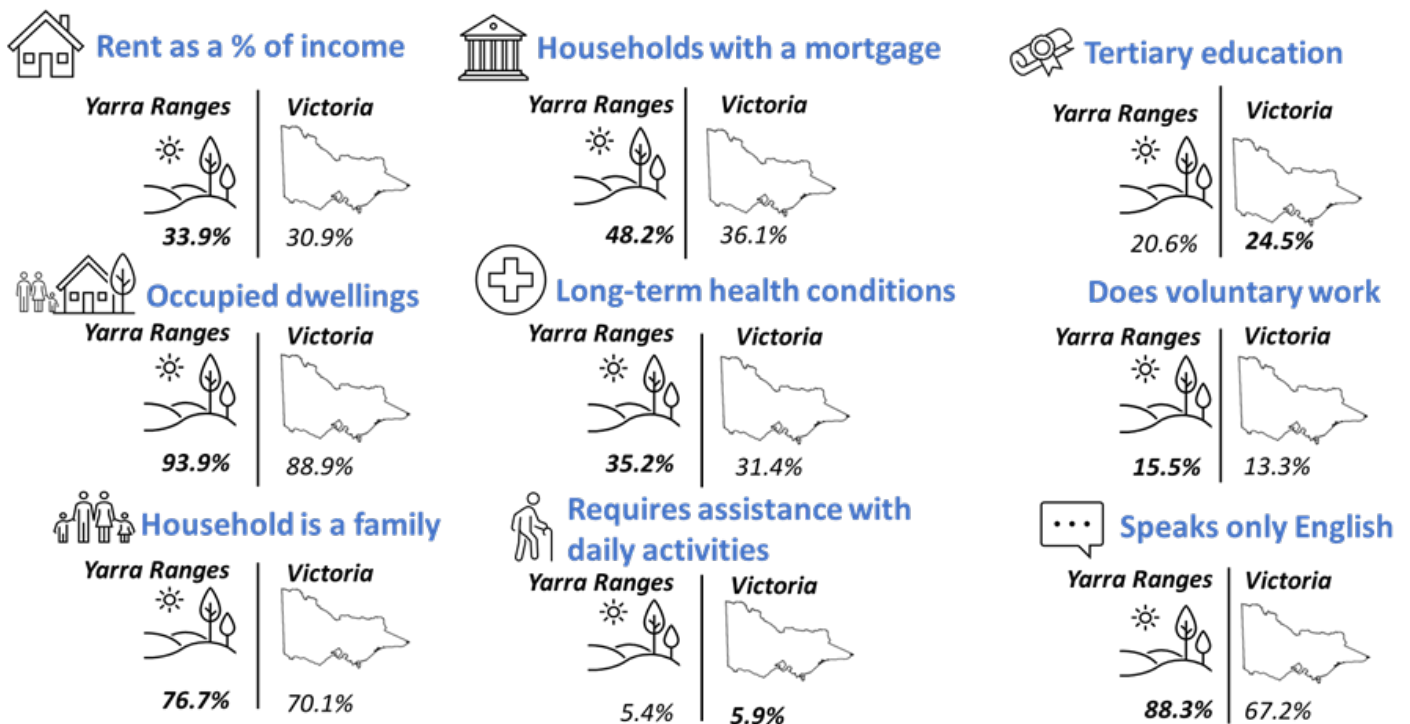 Rent as a % of income
Yarra Ranges
Victoria
33.9%
30.9%
Households with a mortgage
Yarra Ranges
Victoria
48.2%
36.1%
Tertiary education
Yarra Ranges
Victoria
20.6%
24.5%
Occupied dwellings
Yarra Ranges
Victoria
93.9%
88.9%
Long-term health conditions
Yarra Ranges
Victoria
35.2%
31.4%
Does voluntary work
Yarra Ranges
Victoria
15.5%
13.3%
Household is a family
Yarra Ranges
Victoria
76.7%
70.1%
Requires assistance with
daily activities
Yarra Ranges
Victoria
5.4%
5.9%
Speaks only English
Yarra Ranges
Victoria
88.3%
67.2%